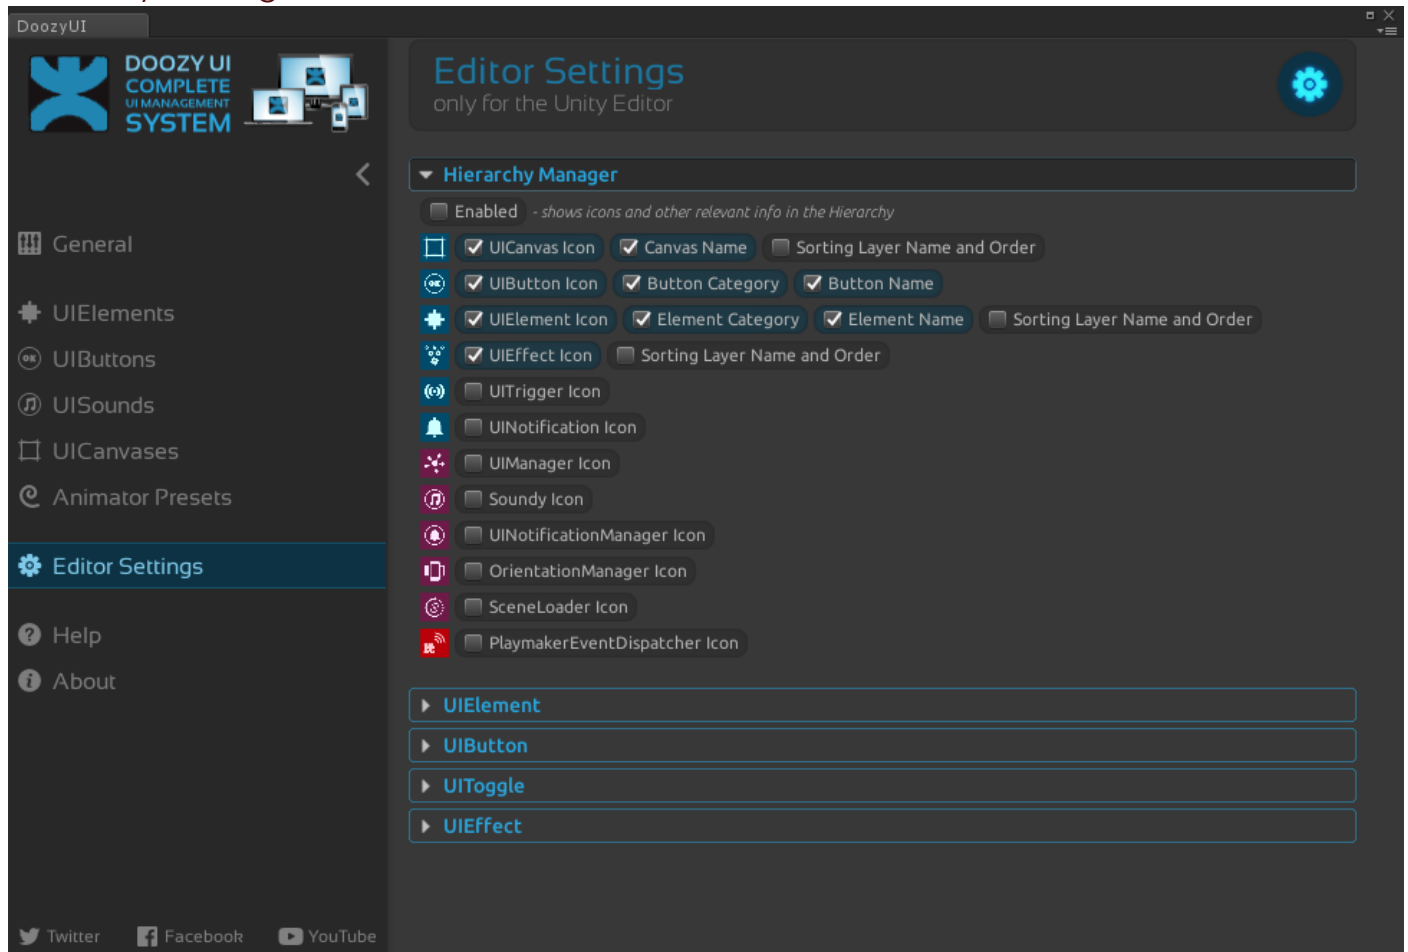 DoozyUI
DOOZY UI
COMPLETE
UI MANAGEMENT
SYSTEM
General
UIElements
UIButtons
UISounds
UICanvases
Animator Presets
Editor Settings
Help
About
Twitter Facebook YouTube
Editor Settings
only for the Unity Editor
Hierarchy Manager
Enabled - shows icons and other relevant info in the Hierarchy
UICanvas Icon Canvas Name Sorting Layer Name and Order
UIButton Icon Button Category Button Name
UIElement Icon Element Category Element Name Sorting Layer Name and Order
UIEffect Icon Sorting Layer Name and Order
UITrigger Icon
UINotification Icon
UIManager Icon
Soundy Icon
UINotificationManager Icon
OrientationManager Icon
SceneLoader Icon
PlaymakerEventDispatcher Icon
UIElement
UIButton
UIToggle
UIEffect